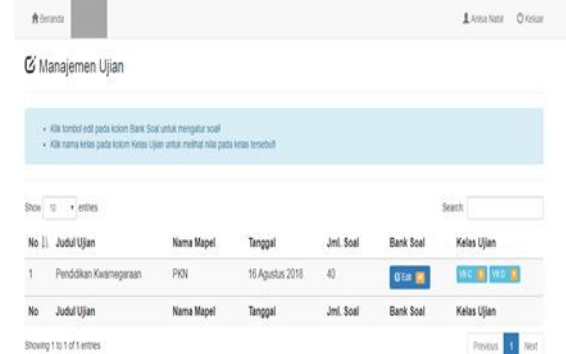 Beranda
Anisa Nabil Keluar
Manajemen Ujian
Klik tombol edit pada kolom Bank Soal untuk mengatur soal!
Klik nama kelas pada kolom Kelas Ujian untuk melihat nilai pada kelas tersebut!
Show 10 entries
Search:
No Judul Ujian Nama Mapel Tanggal Jml. Soal Bank Soal Kelas Ujian
1 Pendidikan Kwarnegaraan PKN 16 Agustus 2018 40 Edit VII C VII D
No Judul Ujian Nama Mapel Tanggal Jml. Soal Bank Soal Kelas Ujian
Showing 1 to 1 of 1 entries
Previous 1 Next